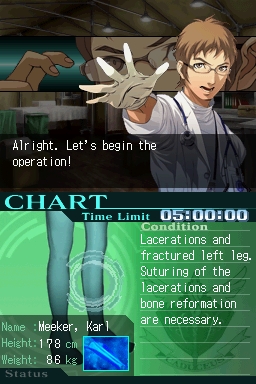 Alright. Let's begin the
operation!
CHART
Time Limit 05:00:00
Condition
Lacerations and
fractured left leg.
Suturing of the
lacerations and
bone reformation
are necessary.
Name :Meeker, Karl
Height:178 cm
Weight: 86 kg
Status